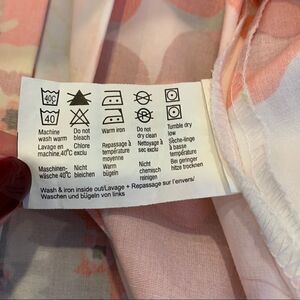 40C
40
Machine wash warm
Do not bleach
Warm iron
Do not dry clean
Tumble dry low
Lavage en machine,40°C
Chlore exclu
Repassage à température moyenne
Nettoyage à sec exclu
Sèche-linge à basse température
Maschinen-wäsche 40°C
Nicht bleichen
Warm bügeln
Nicht chemisch reinigen
Bei geringer hitze trocknen
Wash & iron inside out/Lavage + Repassage sur l'envers/
Waschen und bügeln von links